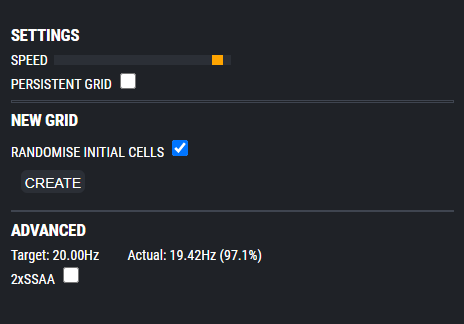 SETTINGS
SPEED
PERSISTENT GRID
NEW GRID
RANDOMISE INITIAL CELLS
CREATE
ADVANCED
Target: 20.00Hz Actual: 19.42Hz (97.1%)
2xSSAA